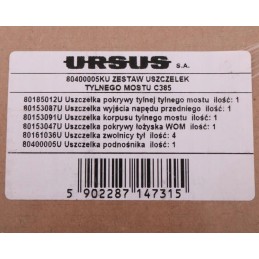 URSUS S.A.
80400005KU ZESTAW USZCZELEK
TYLNEGO MOSTU C385
80185012U Uszczelka pokrywy tylnej tylnego mostu ilość: 1
80153087U Uszczelka wyjścia napędu przedniego ilość: 1
80153091U Uszczelka korpusu tylnego mostu ilość: 1
80153047U Uszczelka pokrywy łożyska WOM ilość: 1
80161036U Uszczelka zwolnicy tył ilość: 4
80400005U Uszczelka podnośnika ilość: 1
5 902287 147315